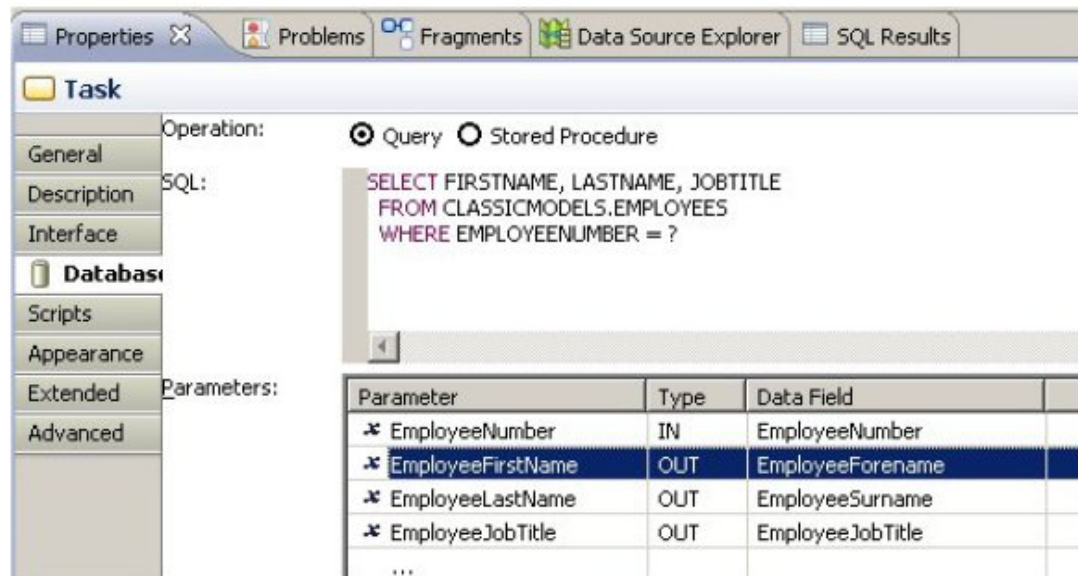 Properties Problems Fragments Data Source Explorer SQL Results
Task
Operation: Query Stored Procedure
General
Description
Interface
Database
Scripts
Appearance
Extended
Advanced
SQL:
SELECT FIRSTNAME, LASTNAME, JOBTITLE
FROM CLASSICMODELS.EMPLOYEES
WHERE EMPLOYEENUMBER = ?
Parameters:
Parameter Type Data Field
EmployeeNumber IN EmployeeNumber
EmployeeFirstName OUT EmployeeForename
EmployeeLastName OUT EmployeeSurname
EmployeeJobTitle OUT EmployeeJobTitle
...